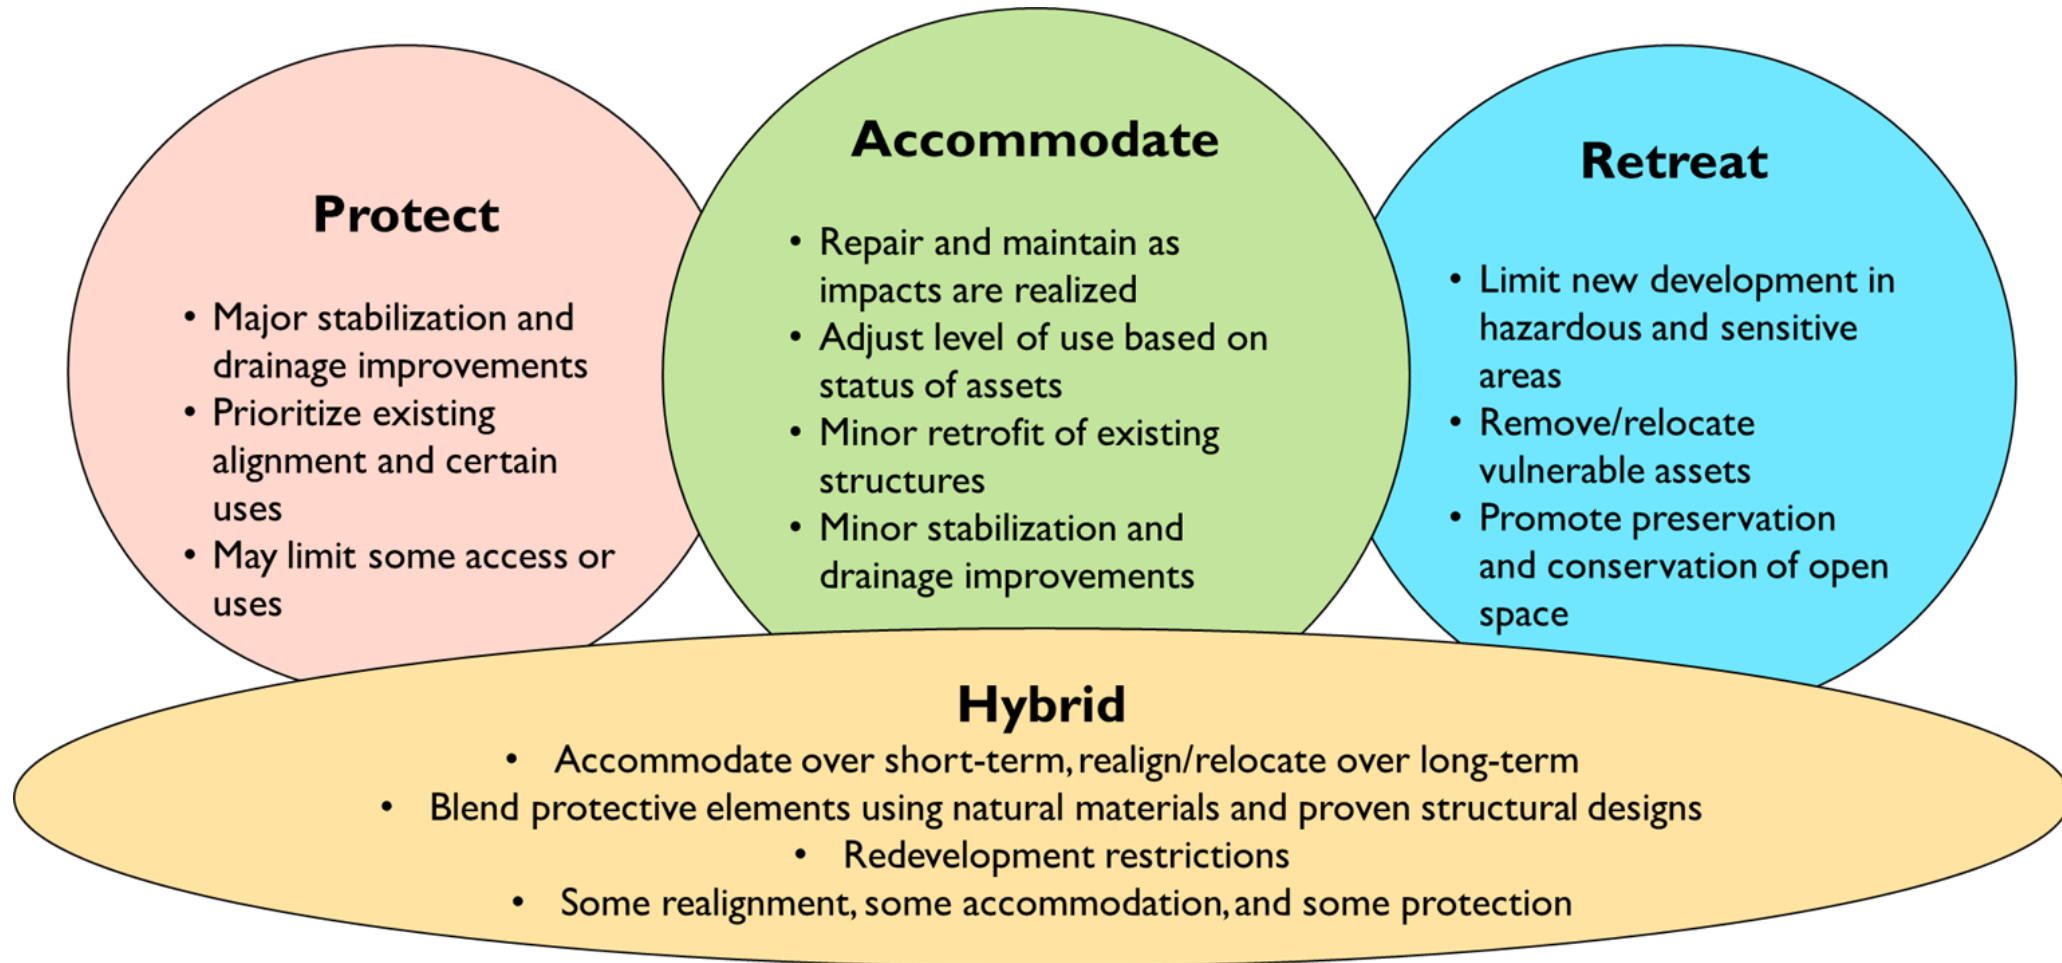 Protect
• Major stabilization and
drainage improvements
• Prioritize existing
alignment and certain
uses
• May limit some access or
uses
Accommodate
• Repair and maintain as
impacts are realized
• Adjust level of use based on
status of assets
• Minor retrofit of existing
structures
• Minor stabilization and
drainage improvements
Retreat
• Limit new development in
hazardous and sensitive
areas
• Remove/relocate
vulnerable assets
• Promote preservation
and conservation of open
space
Hybrid
• Accommodate over short-term, realign/relocate over long-term
• Blend protective elements using natural materials and proven structural designs
• Redevelopment restrictions
• Some realignment, some accommodation, and some protection